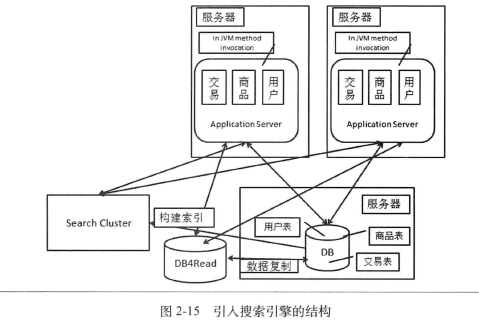 服务器
In JVM method
invocation
交易
商品
用户
Application Server
服务器
In JVM method
invocation
交易
商品
用户
Application Server
Search Cluster
构建索引
DB4Read
数据复制
服务器
用户表
DB
商品表
交易表
图 2-15 引入搜索引擎的结构